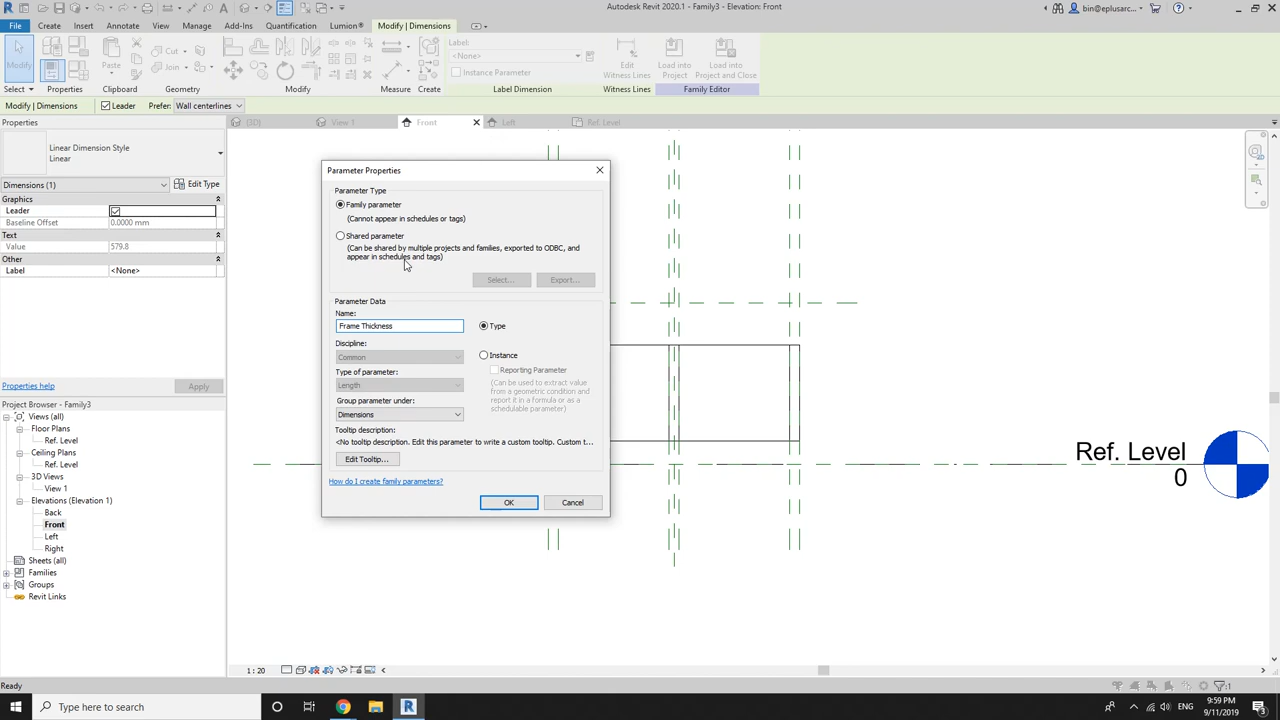 Autodesk Revit 2020.1 - Family3 - Elevation: Front
bin@eplusarc...
File Create Insert Annotate View Manage Add-Ins Quantification Lumion® Modify | Dimensions
Modify
Paste
Cut
Join
Label:
<None>
Instance Parameter
Edit
Witness Lines
Load into
Project
Load into
Project and Close
Select Properties Clipboard Geometry Modify Measure Create Label Dimension Witness Lines Family Editor
Modify | Dimensions Leader Prefer: Wall centerlines
Properties
{3D} View 1 Front Left Ref. Level
Linear Dimension Style
Linear
Dimensions (1) Edit Type
Graphics
Leader
Baseline Offset 0.0000 mm
Text
Value 579.8
Other
Label <None>
Properties help Apply
Project Browser - Family3
Views (all)
Floor Plans
Ref. Level
Ceiling Plans
Ref. Level
3D Views
View 1
Elevations (Elevation 1)
Back
Front
Left
Right
Sheets (all)
Families
Groups
Revit Links
Parameter Properties
Parameter Type
Family parameter
(Cannot appear in schedules or tags)
Shared parameter
(Can be shared by multiple projects and families, exported to ODBC, and
appear in schedules and tags)
Select... Export...
Parameter Data
Name:
Frame Thickness Type
Discipline:
Common Instance
Type of parameter: Reporting Parameter
Length
(Can be used to extract value
from a geometric condition and
report it in a formula or as a
schedulable parameter)
Group parameter under:
Dimensions
Tooltip description:
<No tooltip description. Edit this parameter to write a custom tooltip. Custom t...
Edit Tooltip...
How do I create family parameters?
OK Cancel
Ref. Level
0
1 : 20
Ready
:1
Type here to search
ENG
9:59 PM
9/11/2019
3